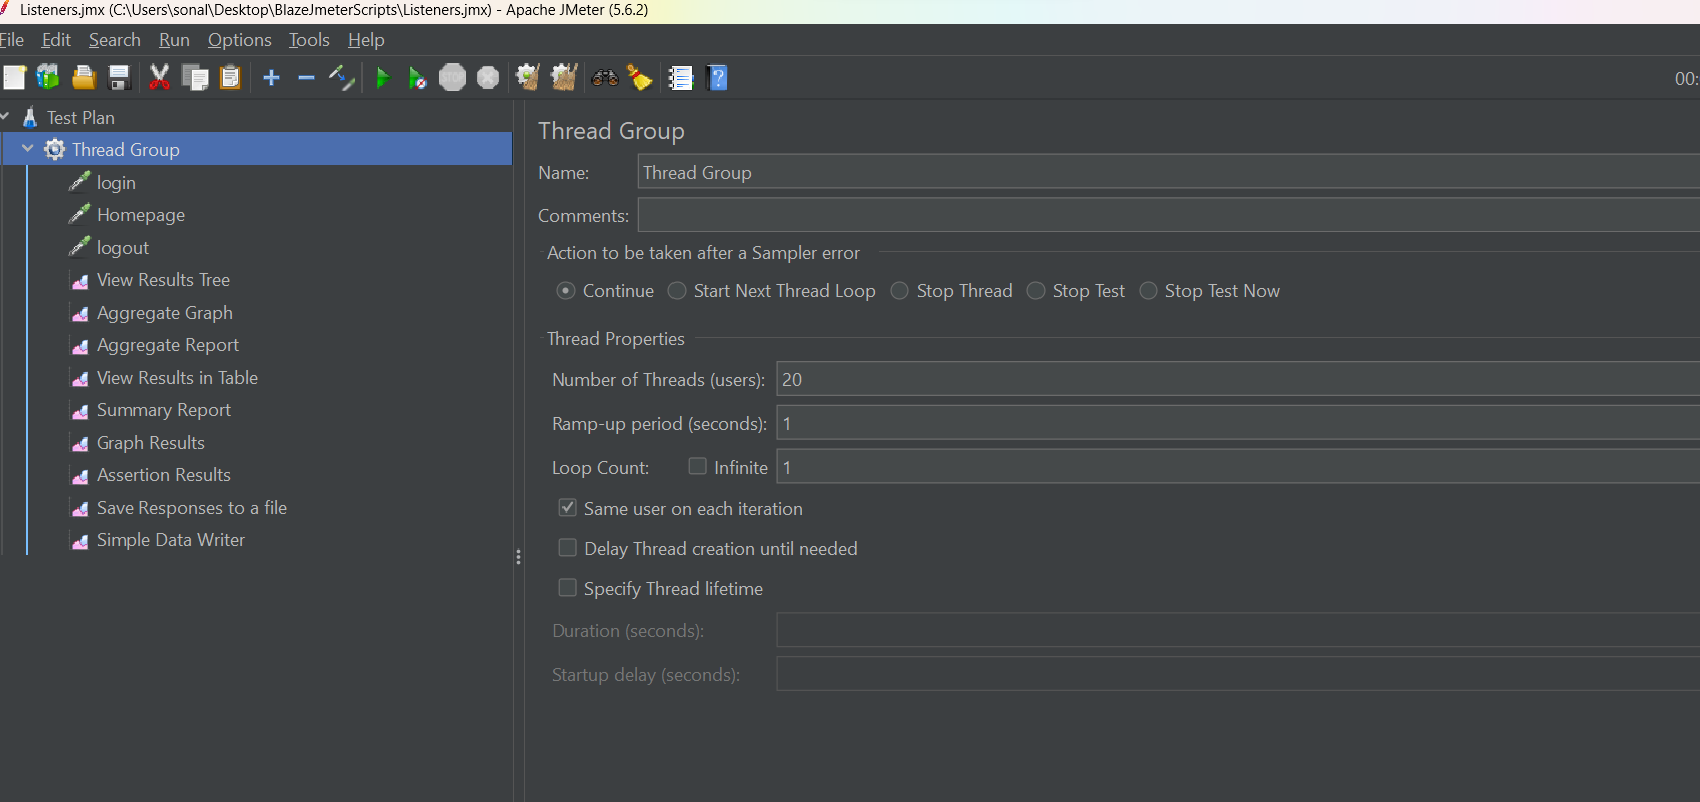 Listeners.jmx (C:\Users\sonal\Desktop\BlazeJmeterScripts\Listeners.jmx) - Apache JMeter (5.6.2)
File Edit Search Run Options Tools Help
STOP
00:
Test Plan
Thread Group
login
Homepage
logout
View Results Tree
Aggregate Graph
Aggregate Report
View Results in Table
Summary Report
Graph Results
Assertion Results
Save Responses to a file
Simple Data Writer
Thread Group
Name: Thread Group
Comments:
Action to be taken after a Sampler error
Continue Start Next Thread Loop Stop Thread Stop Test Stop Test Now
Thread Properties
Number of Threads (users): 20
Ramp-up period (seconds): 1
Loop Count: Infinite 1
Same user on each iteration
Delay Thread creation until needed
Specify Thread lifetime
Duration (seconds):
Startup delay (seconds):